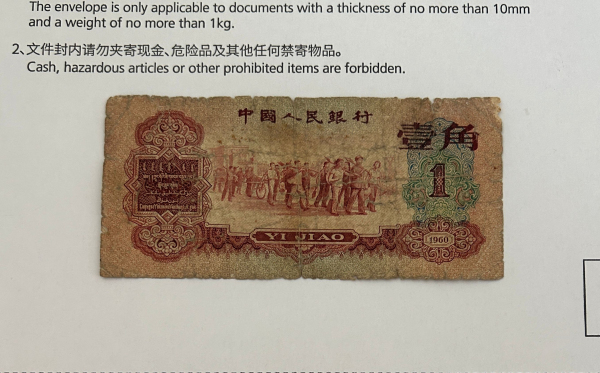 The envelope is only applicable to documents with a thickness of no more than 10mm
and a weight of no more than 1kg.
2、文件封内请勿夹寄现金、危险品及其他任何禁寄物品。
Cash, hazardous articles or other prohibited items are forbidden.
中國人民銀行
壹角
1
YI JIAO
1960